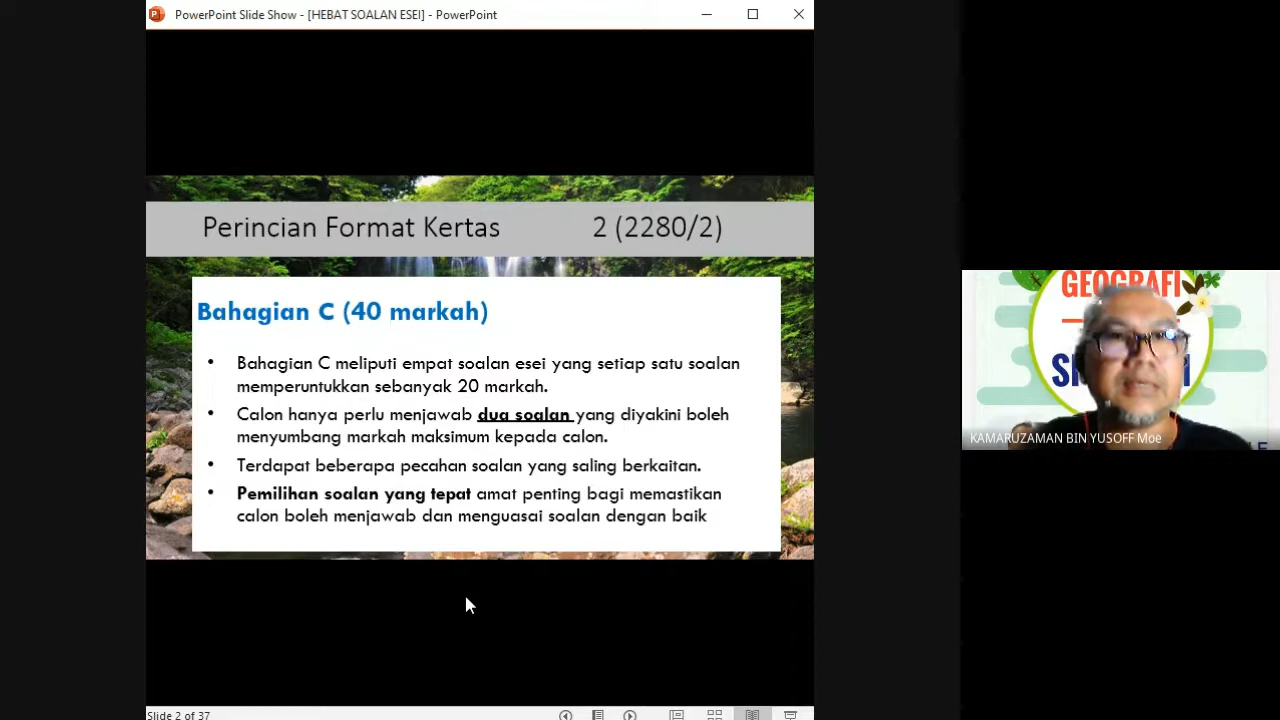 PowerPoint Slide Show - [HEBAT SOALAN ESEI] - PowerPoint
Perincian Format Kertas 2 (2280/2)
Bahagian C (40 markah)
• Bahagian C meliputi empat soalan esei yang setiap satu soalan
memperuntukkan sebanyak 20 markah.
• Calon hanya perlu menjawab dua soalan yang diyakini boleh
menyumbang markah maksimum kepada calon.
• Terdapat beberapa pecahan soalan yang saling berkaitan.
• Pemilihan soalan yang tepat amat penting bagi memastikan
calon boleh menjawab dan menguasai soalan dengan baik
GEOGRAFI
KAMARUZAMAN BIN YUSOFF Moe
Slide 2 of 37